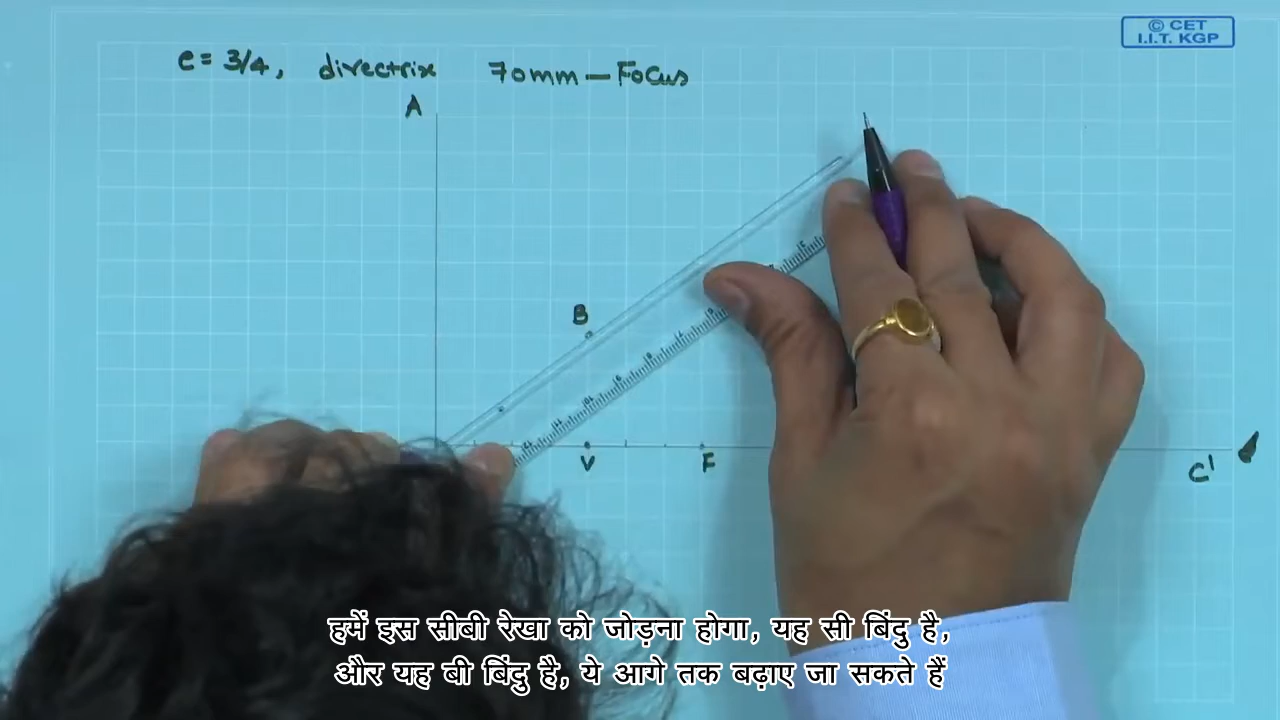 © CET
I.I.T. KGP
e = 3/4, directrix 70mm — Focus
A
B
V F C'
हमें इस सीबी रेखा को जोड़ना होगा, यह सी बिंदु है,
और यह बी बिंदु है, ये आगे तक बढ़ाए जा सकते हैं